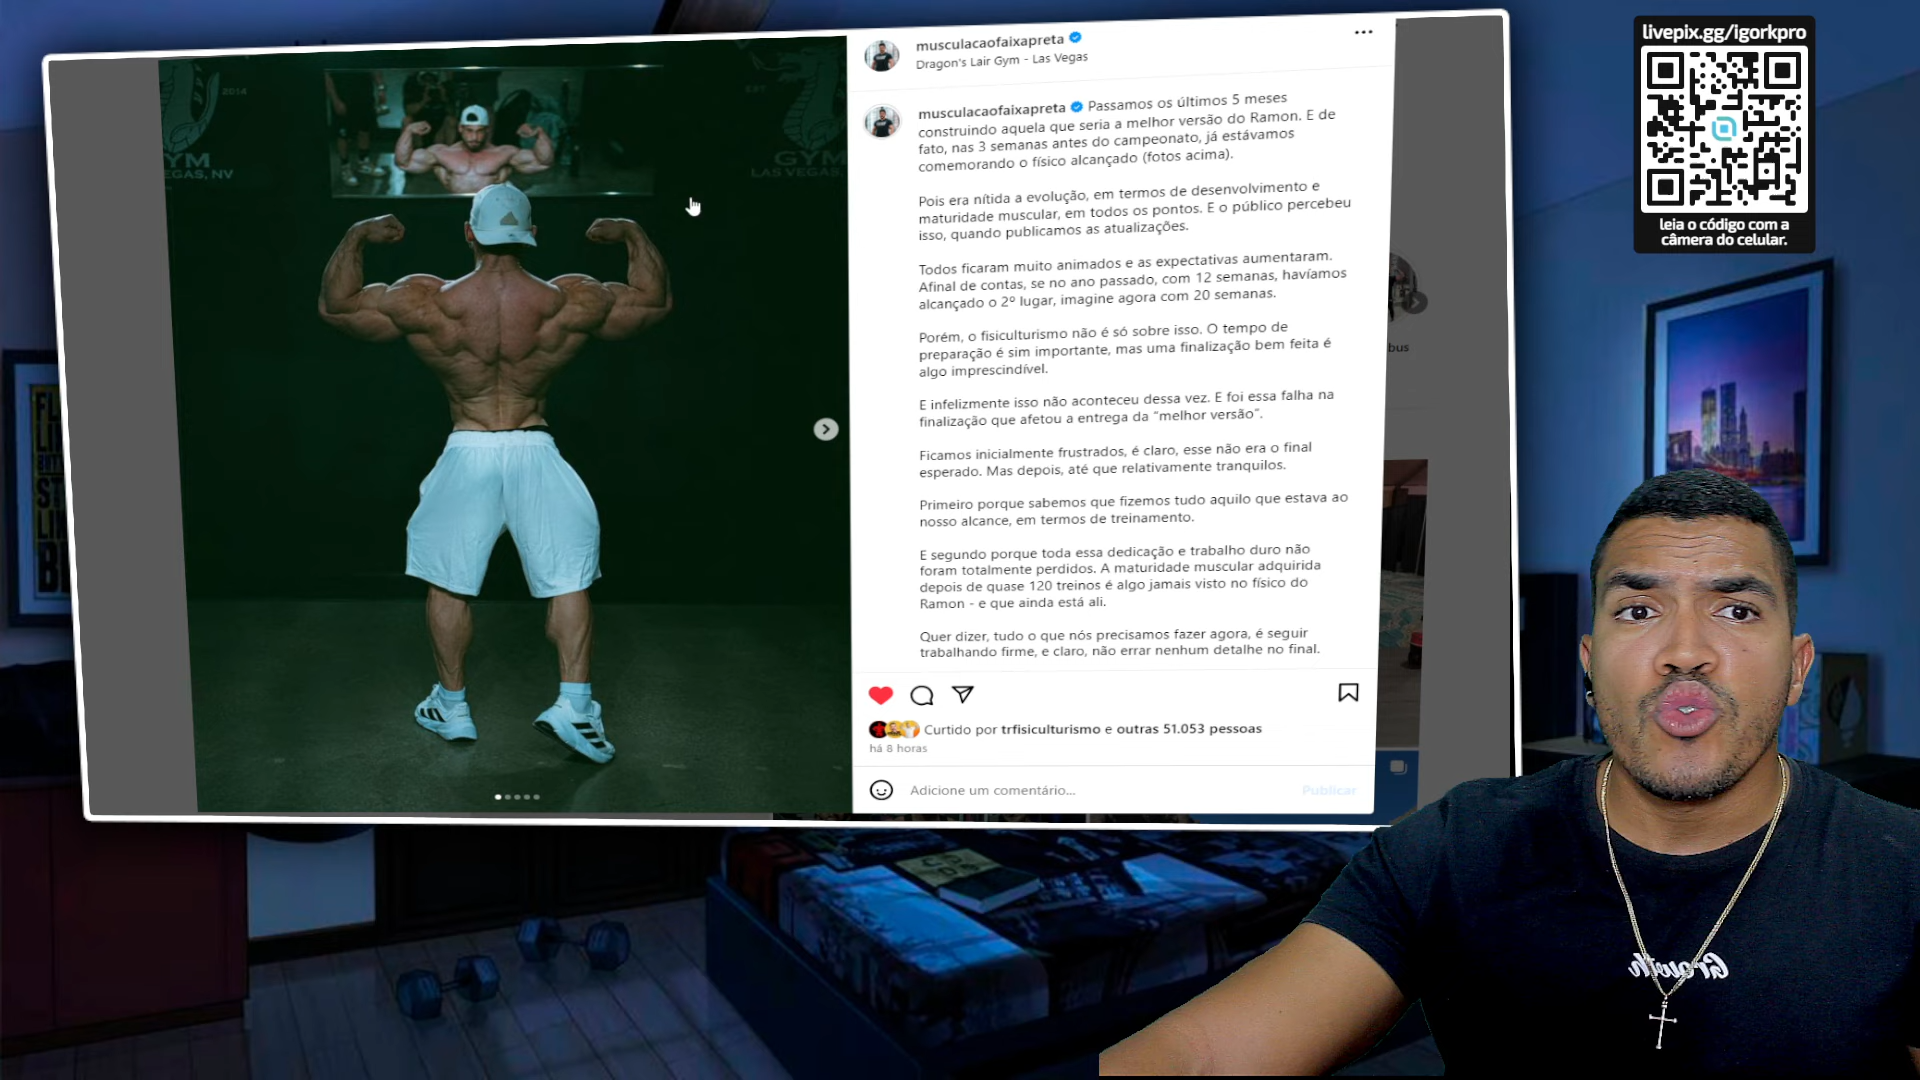 musculacaofaixapreta
Dragon's Lair Gym - Las Vegas
musculacaofaixapreta Passamos os últimos 5 meses
construindo aquela que seria a melhor versão do Ramon. E de
fato, nas 3 semanas antes do campeonato, já estávamos
comemorando o físico alcançado (fotos acima).
Pois era nítida a evolução, em termos de desenvolvimento e
maturidade muscular, em todos os pontos. E o público percebeu
isso, quando publicamos as atualizações.
Todos ficaram muito animados e as expectativas aumentaram.
Afinal de contas, se no ano passado, com 12 semanas, havíamos
alcançado o 2º lugar, imagine agora com 20 semanas.
Porém, o fisiculturismo não é só sobre isso. O tempo de
preparação é sim importante, mas uma finalização bem feita é
algo imprescindível.
E infelizmente isso não aconteceu dessa vez. E foi essa falha na
finalização que afetou a entrega da “melhor versão”.
Ficamos inicialmente frustrados, é claro, esse não era o final
esperado. Mas depois, até que relativamente tranquilos.
Primeiro porque sabemos que fizemos tudo aquilo que estava ao
nosso alcance, em termos de treinamento.
E segundo porque toda essa dedicação e trabalho duro não
foram totalmente perdidos. A maturidade muscular adquirida
depois de quase 120 treinos é algo jamais visto no físico do
Ramon - e que ainda está ali.
Quer dizer, tudo o que nós precisamos fazer agora, é seguir
trabalhando firme, e claro, não errar nenhum detalhe no final.
Curtido por trfisiculturismo e outras 51.053 pessoas
há 8 horas
Adicione um comentário...
Publicar
2014
GYM
LAS VEGAS,
YM
EGAS, NV
EST
bus
livepix.gg/igorkpro
leia o código com a
câmera do celular.
Growth